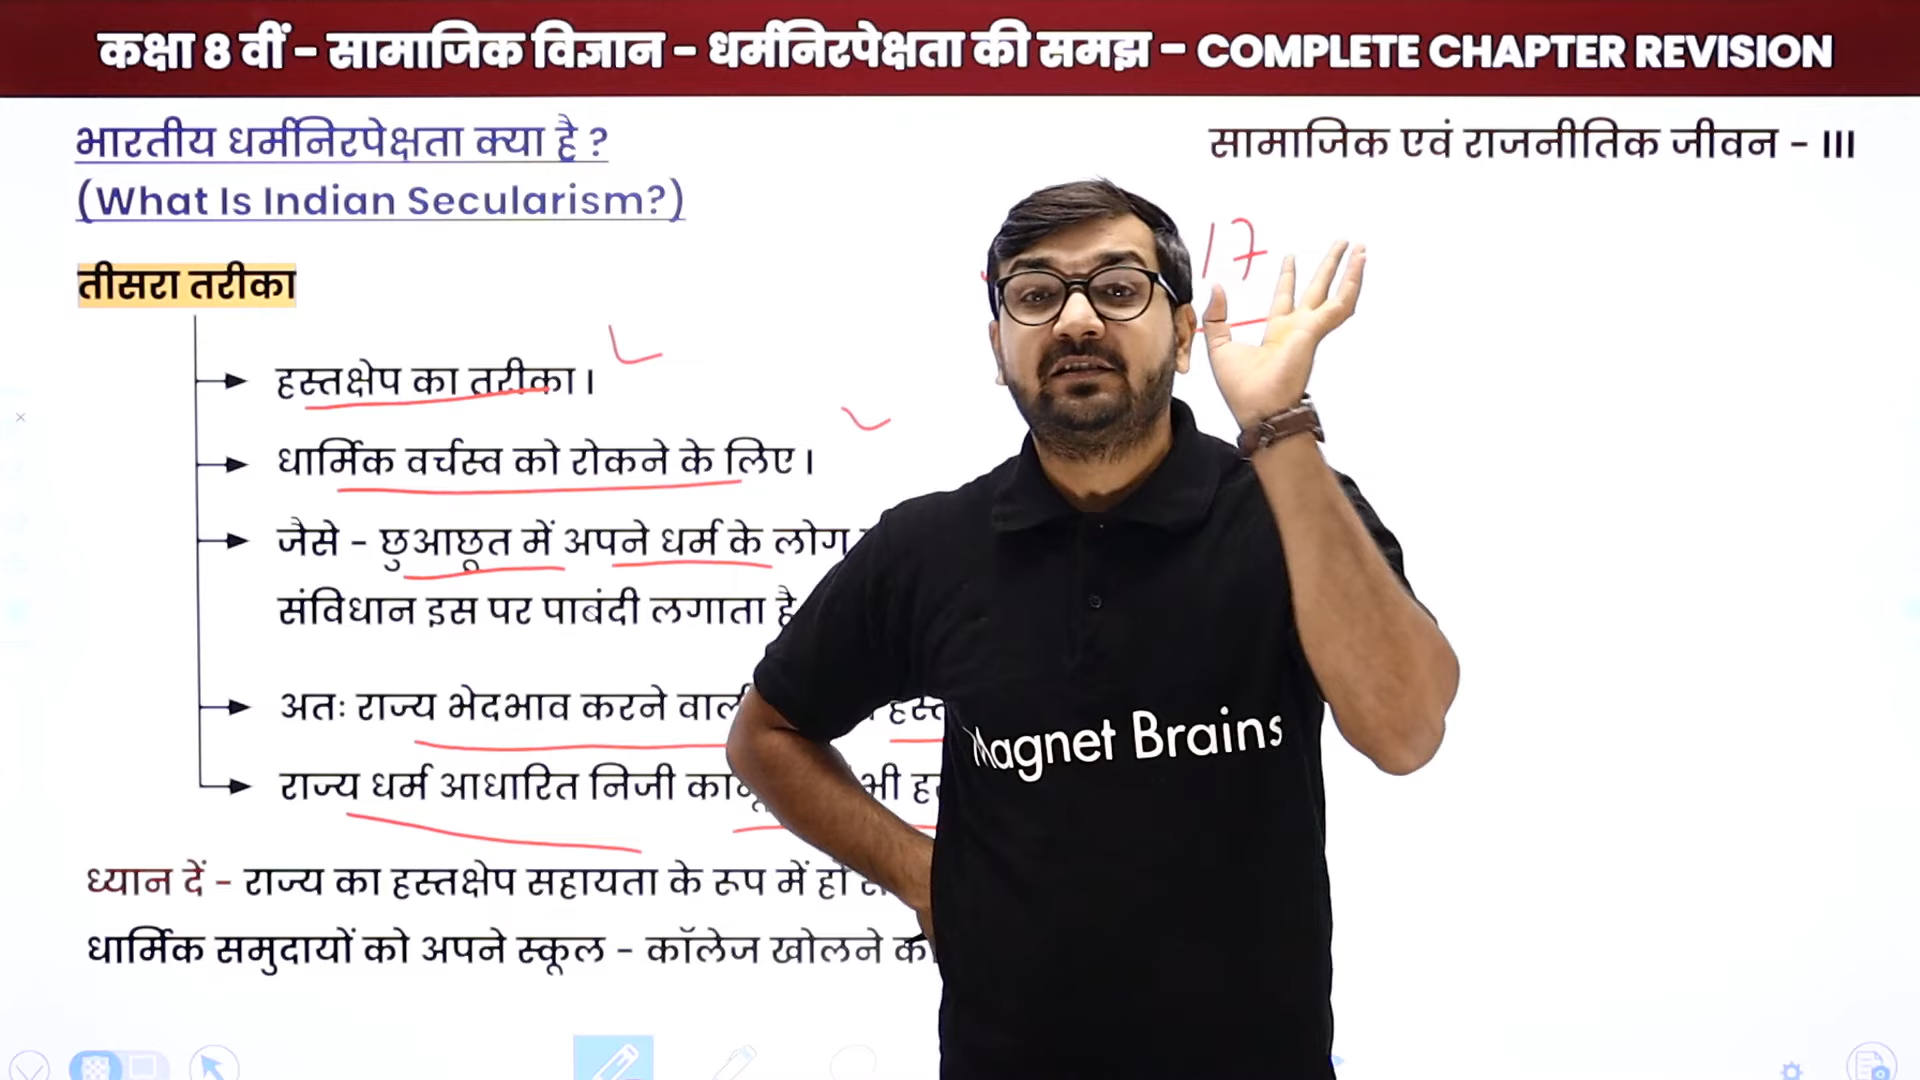 कक्षा 8 वीं - सामाजिक विज्ञान - धर्मनिरपेक्षता की समझ - COMPLETE CHAPTER REVISION
भारतीय धर्मनिरपेक्षता क्या है ?
(What Is Indian Secularism?)
सामाजिक एवं राजनीतिक जीवन - III
17
तीसरा तरीका
हस्तक्षेप का तरीका।
धार्मिक वर्चस्व को रोकने के लिए।
जैसे - छुआछूत में अपने धर्म के लोग
संविधान इस पर पाबंदी लगाता है
अतः राज्य भेदभाव करने
राज्य धर्म आधारित निजी
ध्यान दें - राज्य का हस्तक्षेप सहायता के रूप में
धार्मिक समुदायों को अपने स्कूल - कॉलेज खोलने
Magnet Brains